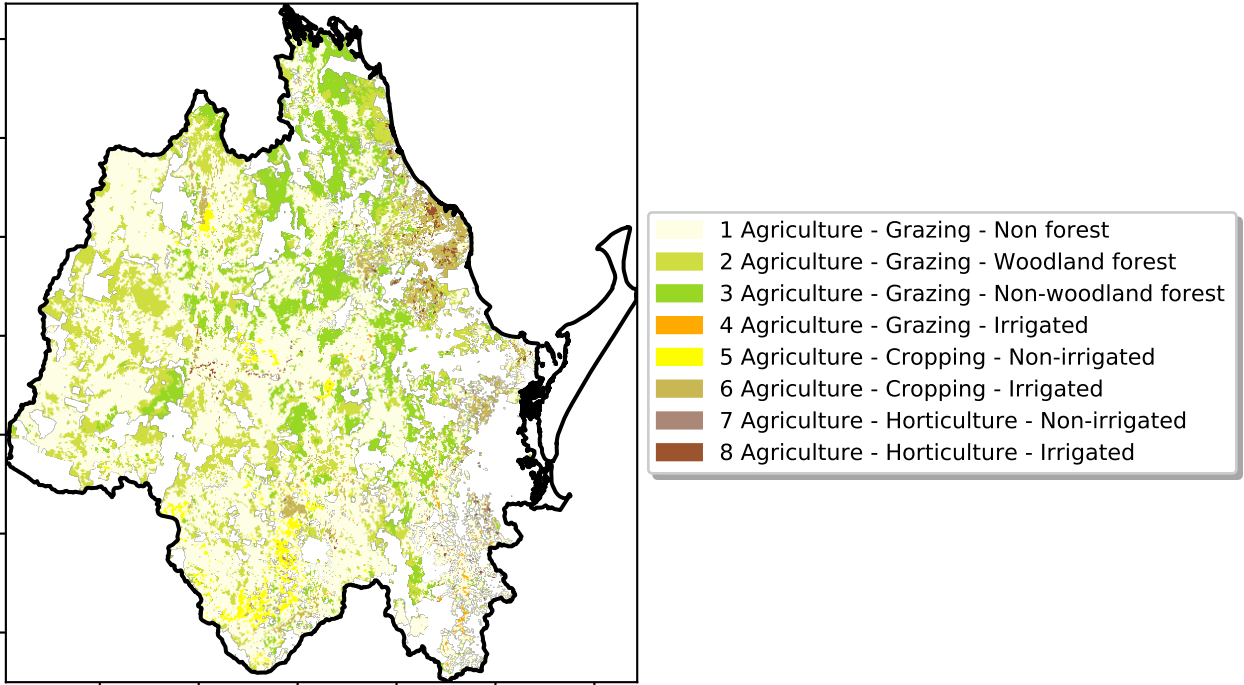 1 Agriculture - Grazing - Non forest
2 Agriculture - Grazing - Woodland forest
3 Agriculture - Grazing - Non-woodland forest
4 Agriculture - Grazing - Irrigated
5 Agriculture - Cropping - Non-irrigated
6 Agriculture - Cropping - Irrigated
7 Agriculture - Horticulture - Non-irrigated
8 Agriculture - Horticulture - Irrigated